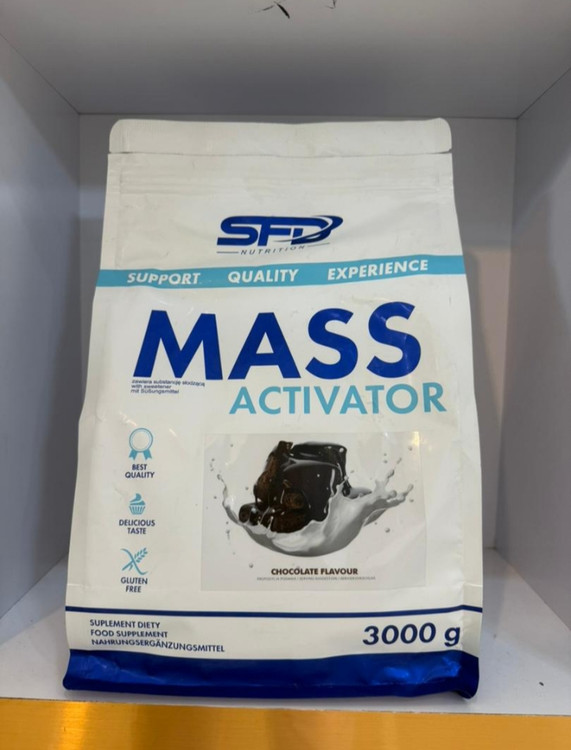 SFD
NUTRITION
SUPPORT QUALITY EXPERIENCE
MASS
zawiera substancję słodzącą
with sweetener
mit Süßungsmittel
ACTIVATOR
BEST
QUALITY
DELICIOUS
TASTE
GLUTEN
FREE
CHOCOLATE FLAVOUR
SUPLEMENT DIETY
FOOD SUPPLEMENT
NAHRUNGSERGÄNZUNGSMITTEL
3000 g